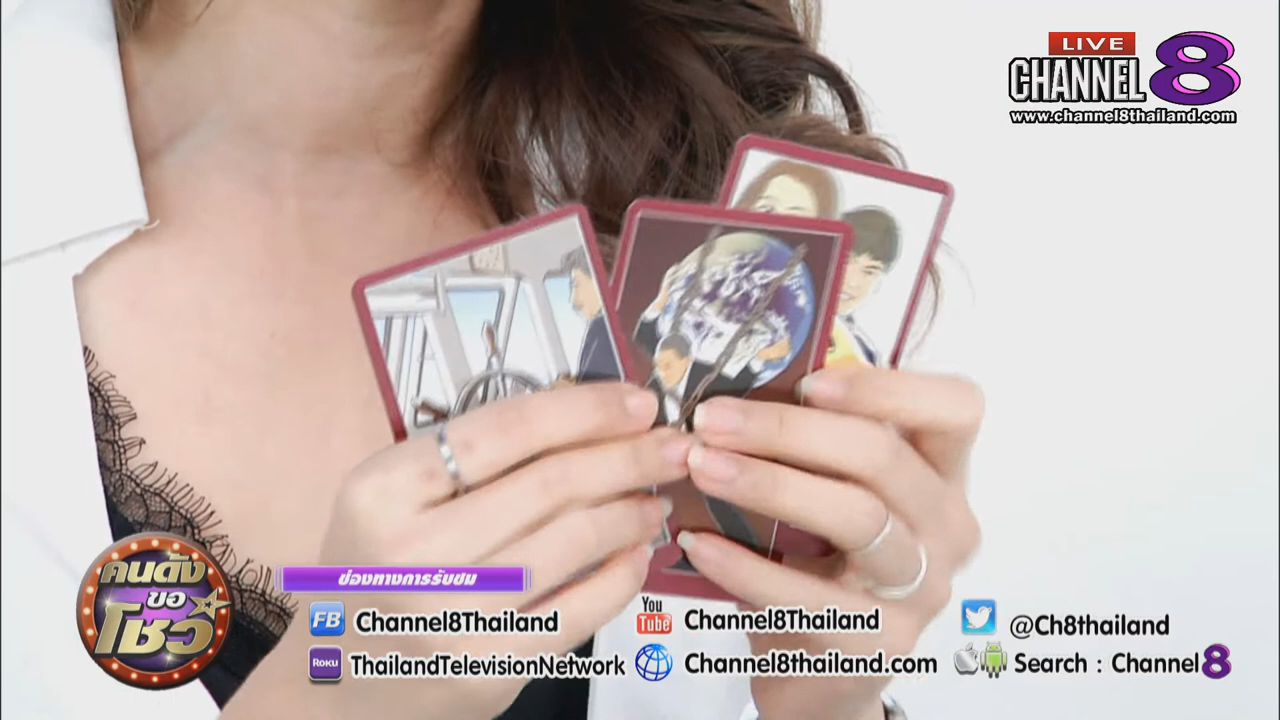 LIVE
CHANNEL 8
www.channel8thailand.com
คนดัง
ขอ
โชว์
ช่องทางการรับชม
FB Channel8Thailand
You Tube Channel8Thailand
@Ch8thailand
Roku ThailandTelevisionNetwork
Channel8thailand.com
Search : Channel 8